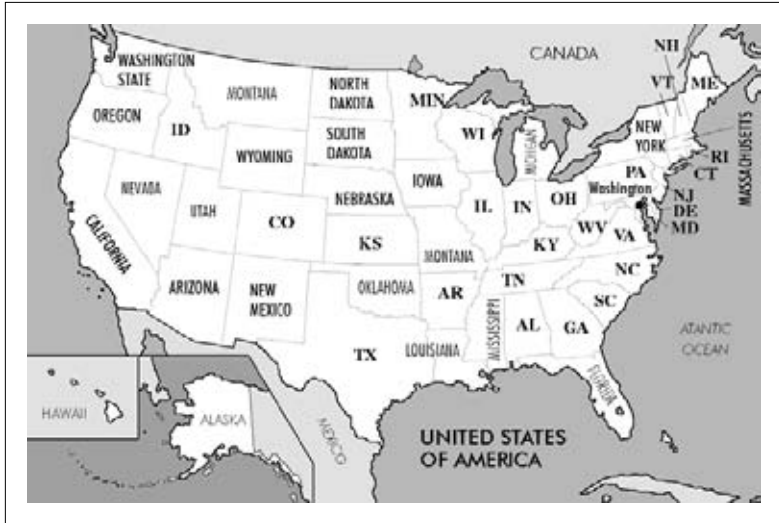 CANADA
NH
VT
ME
WASHINGTON
STATE
MONTANA
NORTH
DAKOTA
MIN
OREGON
ID
SOUTH
DAKOTA
WI
MICHIGAN
NEW
YORK
MASSACHUSETTS
RI
CT
WYOMING
IOWA
PA
Washington
NJ
DE
MD
NEVADA
UTAH
NEBRASKA
IL
IN
OH
WV
VA
CALIFORNIA
CO
KS
MONTANA
KY
NC
ARIZONA
NEW
MEXICO
OKLAHOMA
AR
TN
SC
TX
LOUISIANA
MISSISSIPPI
AL
GA
ATANTIC
OCEAN
FLORIDA
HAWAII
ALASKA
MEXICO
UNITED STATES
OF AMERICA